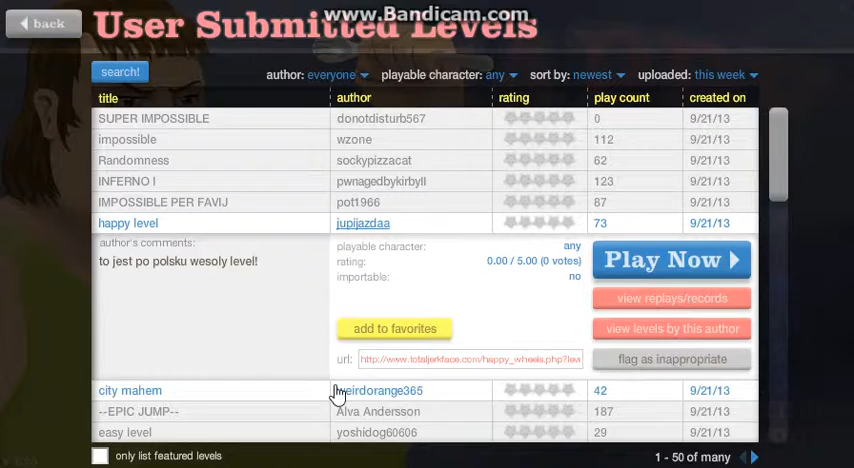 www.Bandicam.com
back
User Submitted Levels
search!
author: everyone playable character: any sort by: newest uploaded: this week
title author rating play count created on
SUPER IMPOSSIBLE donotdisturb567 0 9/21/13
impossible wzone 112 9/21/13
Randomness sockypizzacat 62 9/21/13
INFERNO I pwnagedbykirbyII 123 9/21/13
IMPOSSIBLE PER FAVIJ pot1966 87 9/21/13
happy level jupijazdaa 73 9/21/13
author's comments:
to jest po polsku wesoly level!
playable character: any
rating: 0.00 / 5.00 (0 votes)
importable: no
add to favorites
url: http://www.totaljerkface.com/happy_wheels.php?lev
Play Now
view replays/records
view levels by this author
flag as inappropriate
city mahem weirdorange365 42 9/21/13
--EPIC JUMP-- Alva Andersson 187 9/21/13
easy level yoshidog60606 29 9/21/13
only list featured levels
1 - 50 of many